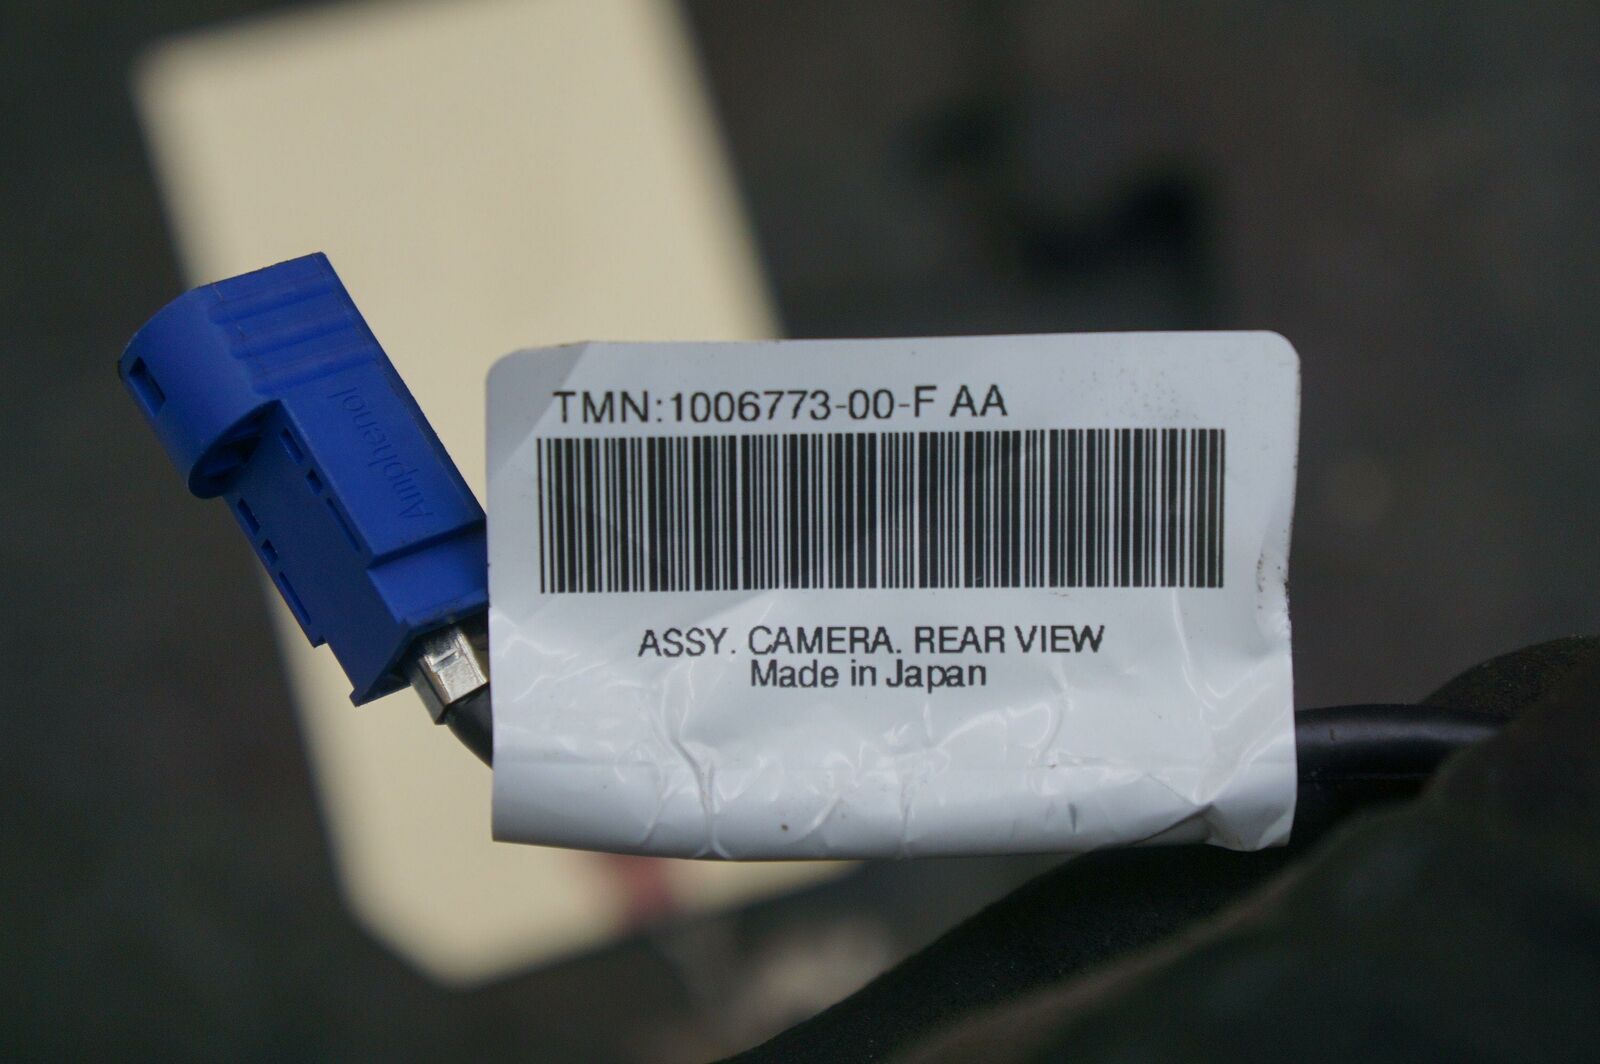 Amphenol
TMN:1006773-00-F AA
ASSY. CAMERA. REAR VIEW
Made in Japan